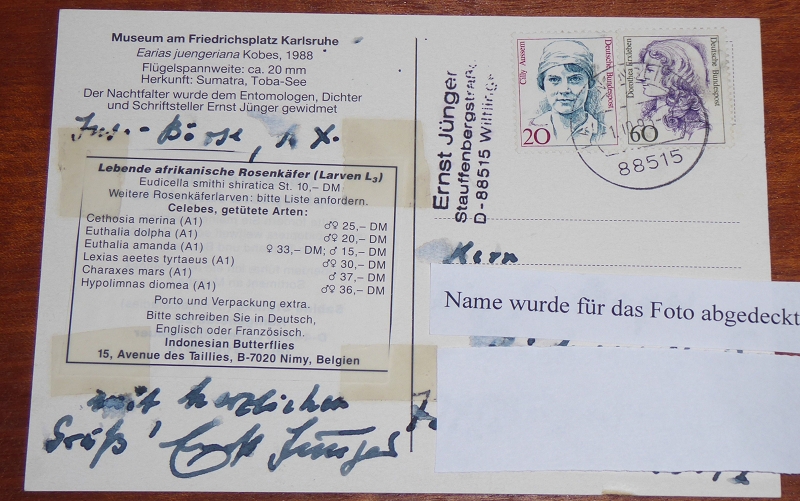 Museum am Friedrichsplatz Karlsruhe
Earias juengeriana Kobes, 1988
Flügelspannweite: ca. 20 mm
Herkunft: Sumatra, Toba-See
Der Nachtfalter wurde dem Entomologen, Dichter
und Schriftsteller Ernst Jünger gewidmet
Börse,
Lebende afrikanische Rosenkäfer (Larven L3)
Eudicella smithi shiratica St. 10,– DM
Weitere Rosenkäferlarven: bitte Liste anfordern.
Celebes, getütete Arten:
Cethosia merina (A1) ♂♀ 25,– DM
Euthalia dolpha (A1) ♂♀ 20,– DM
Euthalia amanda (A1) ♀ 33,– DM; ♂ 15,– DM
Lexias aeetes tyrtaeus (A1) ♂♀ 30,– DM
Charaxes mars (A1) ♂ 37,– DM
Hypolimnas diomea (A1) ♂♀ 36,– DM
Porto und Verpackung extra.
Bitte schreiben Sie in Deutsch,
Englisch oder Französisch.
Indonesian Butterflies
15, Avenue des Taillies, B-7020 Nimy, Belgien
mit herzlichem
Gruß! Ernst Jünger
Ernst Jünger
Stauffenbergstraße
D-88515 Wilflingen
Cilly Aussem
Deutsche Bundespost
20
Dorothea Erxleben
Deutsche Bundespost
60
88515
Herrn
Name wurde für das Foto abgedeckt